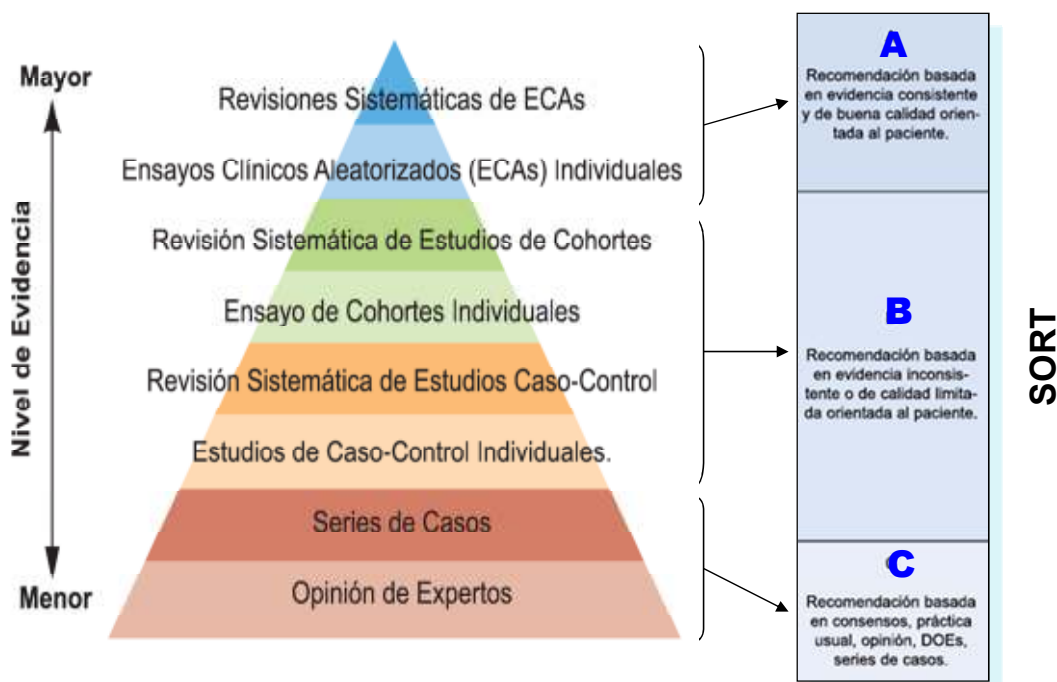 Mayor
Nivel de Evidencia
Menor
Revisiones Sistemáticas de ECAs
Ensayos Clínicos Aleatorizados (ECAs) Individuales
Revisión Sistemática de Estudios de Cohortes
Ensayo de Cohortes Individuales
Revisión Sistemática de Estudios Caso-Control
Estudios de Caso-Control Individuales.
Series de Casos
Opinión de Expertos
A
Recomendación basada
en evidencia consistente
y de buena calidad orien-
tada al paciente.
B
Recomendación basada
en evidencia inconsis-
tente o de calidad limita-
da orientada al paciente.
C
Recomendación basada
en consensos, práctica
usual, opinión, DOEs,
series de casos.
SORT